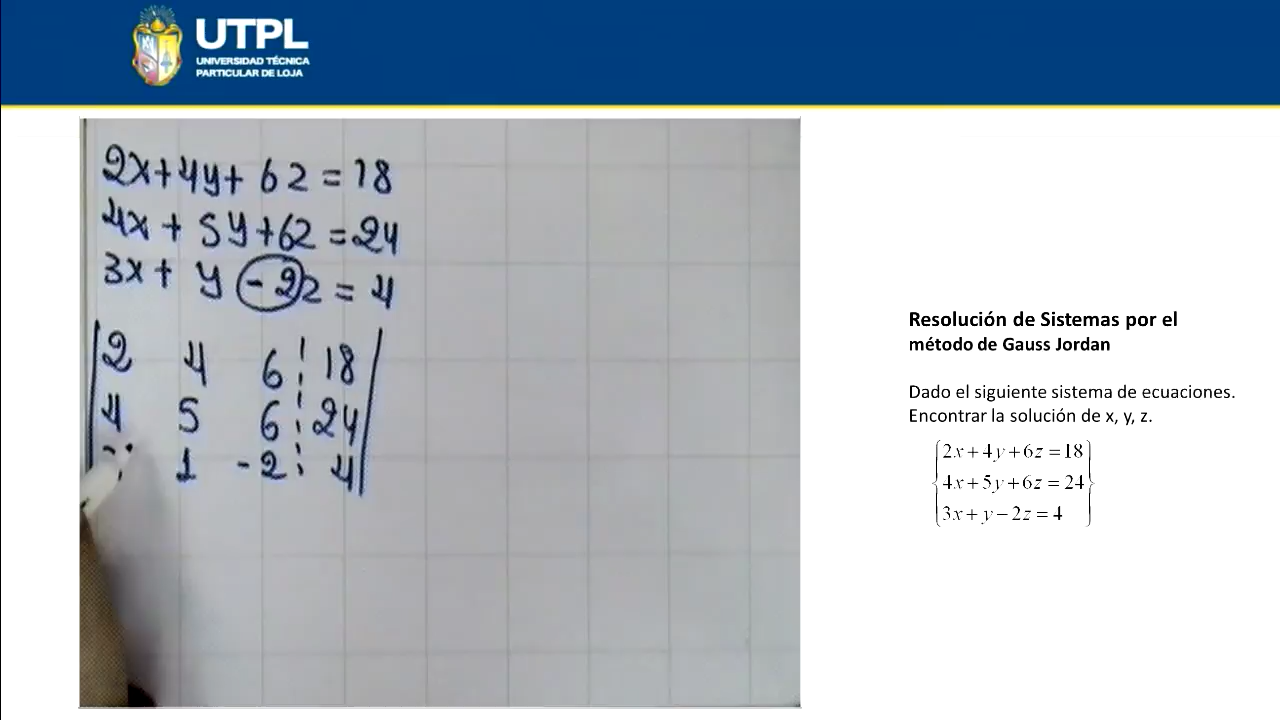 UTPL
UNIVERSIDAD TÉCNICA
PARTICULAR DE LOJA
2x+4y+6z=18
4x+5y+6z=24
3x+y-2z=4
2 4 6 18
4 5 6 24
1 -2 4
Resolución de Sistemas por el
método de Gauss Jordan
Dado el siguiente sistema de ecuaciones.
Encontrar la solución de x, y, z.
2x+4y+6z=18
4x+5y+6z=24
3x+y−2z=4